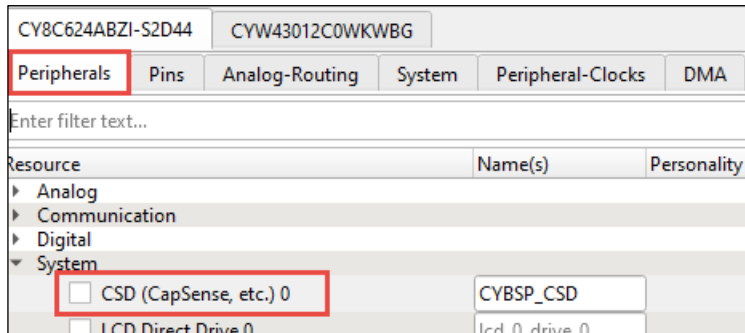 CY8C624ABZI-S2D44 CYW43012C0WKWBG
Peripherals Pins Analog-Routing System Peripheral-Clocks DMA
Enter filter text...
Resource Name(s) Personality
Analog
Communication
Digital
System
CSD (CapSense, etc.) 0 CYBSP_CSD
LCD Direct Drive 0 lcd_0_drive_0